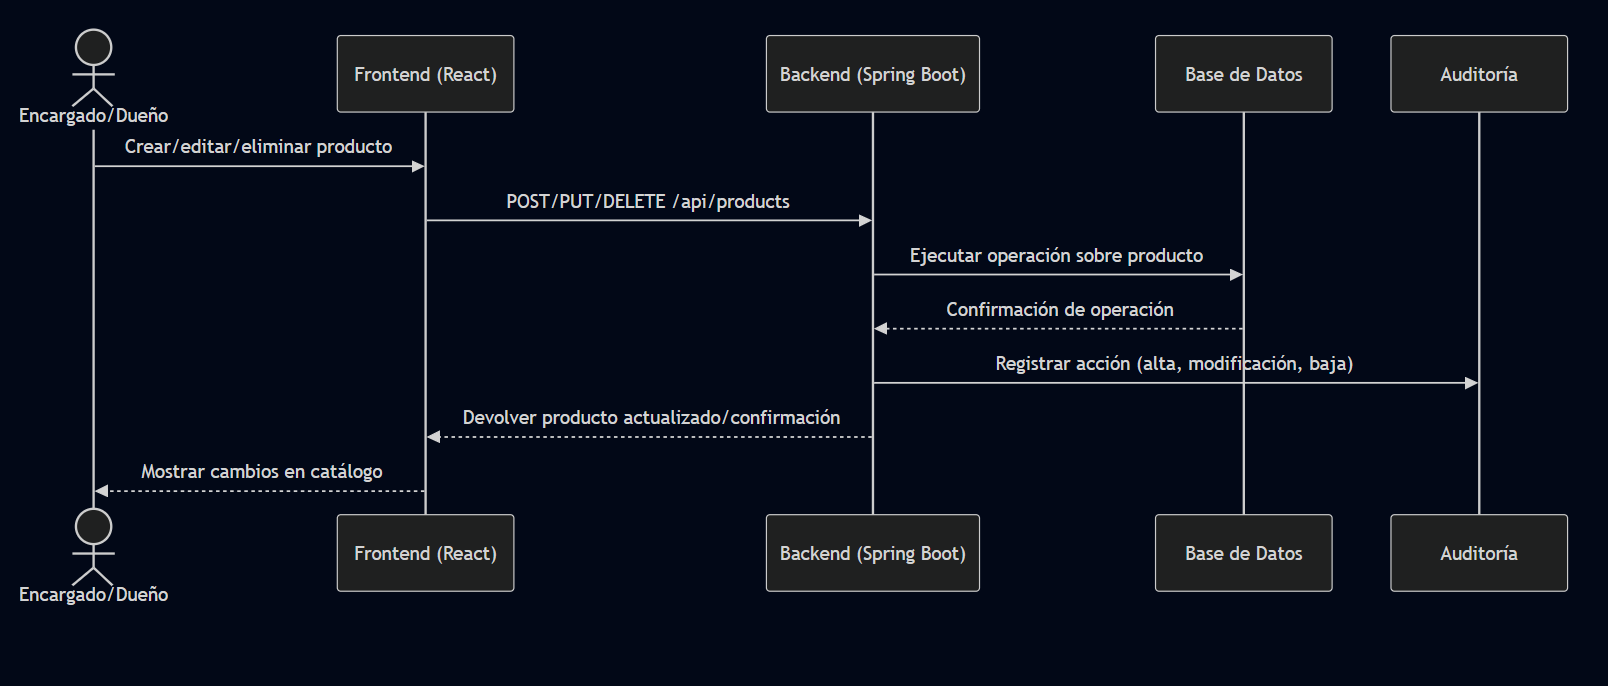 Encargado/Dueño
Frontend (React)
Backend (Spring Boot)
Base de Datos
Auditoría
Crear/editar/eliminar producto
POST/PUT/DELETE /api/products
Ejecutar operación sobre producto
Confirmación de operación
Registrar acción (alta, modificación, baja)
Devolver producto actualizado/confirmación
Mostrar cambios en catálogo
Encargado/Dueño
Frontend (React)
Backend (Spring Boot)
Base de Datos
Auditoría